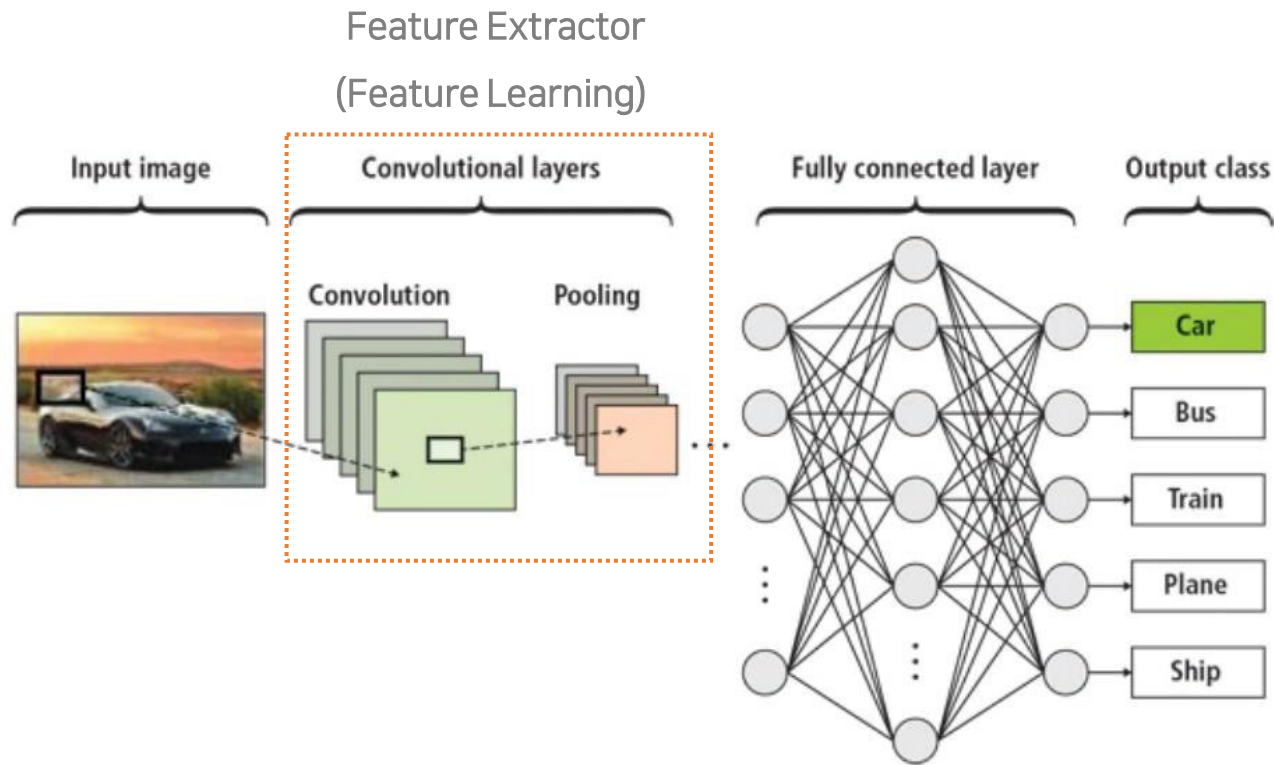 Feature Extractor
(Feature Learning)
Input image
Convolutional layers
Fully connected layer
Output class
Convolution
Pooling
Car
Bus
Train
Plane
Ship